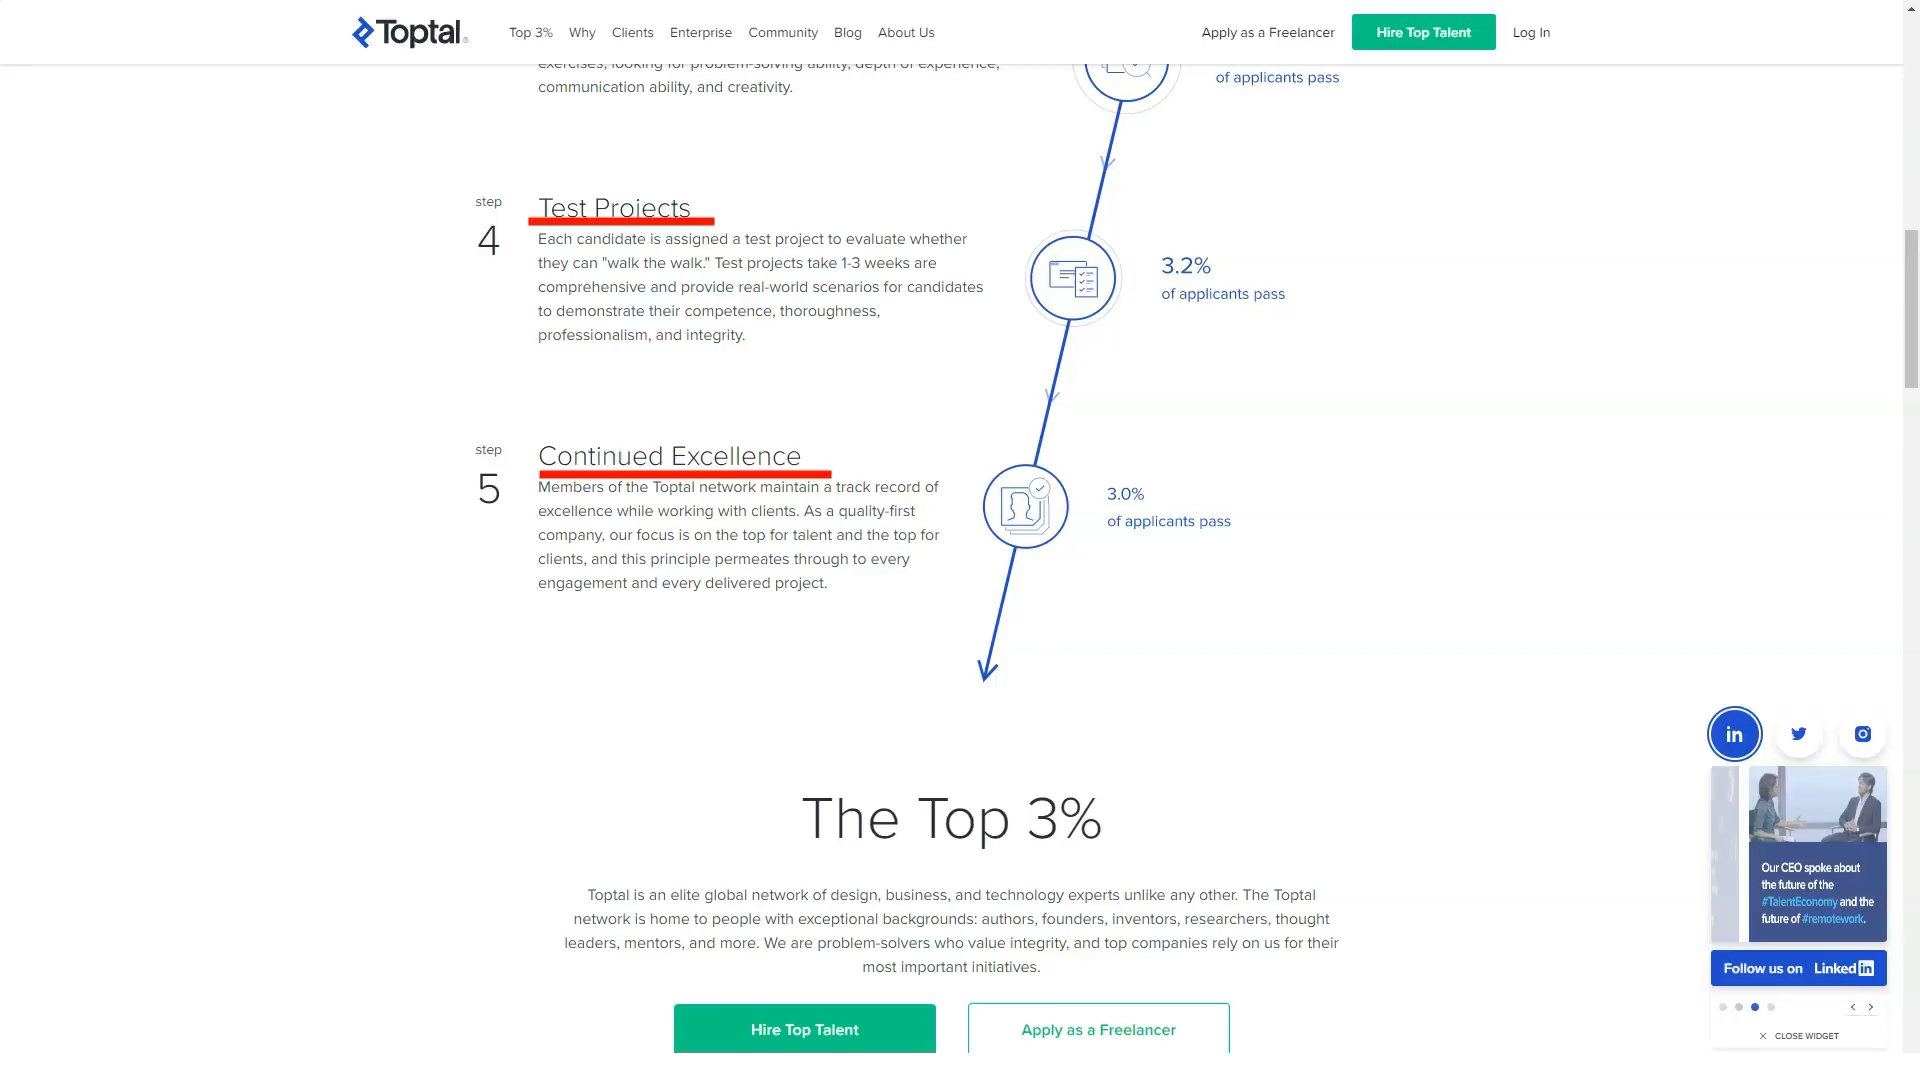 Toptal
Top 3% Why Clients Enterprise Community Blog About Us
Apply as a Freelancer Hire Top Talent Log In
exercises, looking for problem-solving ability, depth of experience,
communication ability, and creativity.
of applicants pass
step
4
Test Projects
Each candidate is assigned a test project to evaluate whether
they can "walk the walk." Test projects take 1-3 weeks are
comprehensive and provide real-world scenarios for candidates
to demonstrate their competence, thoroughness,
professionalism, and integrity.
3.2%
of applicants pass
step
5
Continued Excellence
Members of the Toptal network maintain a track record of
excellence while working with clients. As a quality-first
company, our focus is on the top for talent and the top for
clients, and this principle permeates through to every
engagement and every delivered project.
3.0%
of applicants pass
The Top 3%
Toptal is an elite global network of design, business, and technology experts unlike any other. The Toptal
network is home to people with exceptional backgrounds: authors, founders, inventors, researchers, thought
leaders, mentors, and more. We are problem-solvers who value integrity, and top companies rely on us for their
most important initiatives.
Hire Top Talent
Apply as a Freelancer
in
Our CEO spoke about
the future of the
#TalentEconomy and the
future of #remotework.
Follow us on Linkedin
CLOSE WIDGET